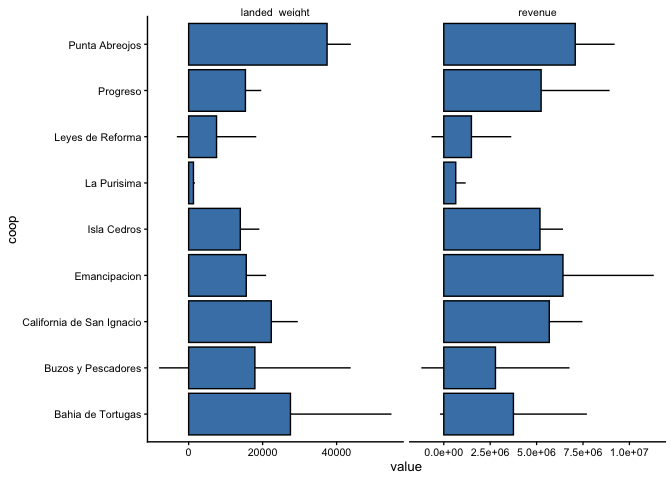 landed_weight revenue
Punta Abreojos
Progreso
Leyes de Reforma
La Purisima
Isla Cedros
Emancipacion
California de San Ignacio
Buzos y Pescadores
Bahia de Tortugas
coop
0 20000 40000 0.0e+00 2.5e+06 5.0e+06 7.5e+06 1.0e+07
value